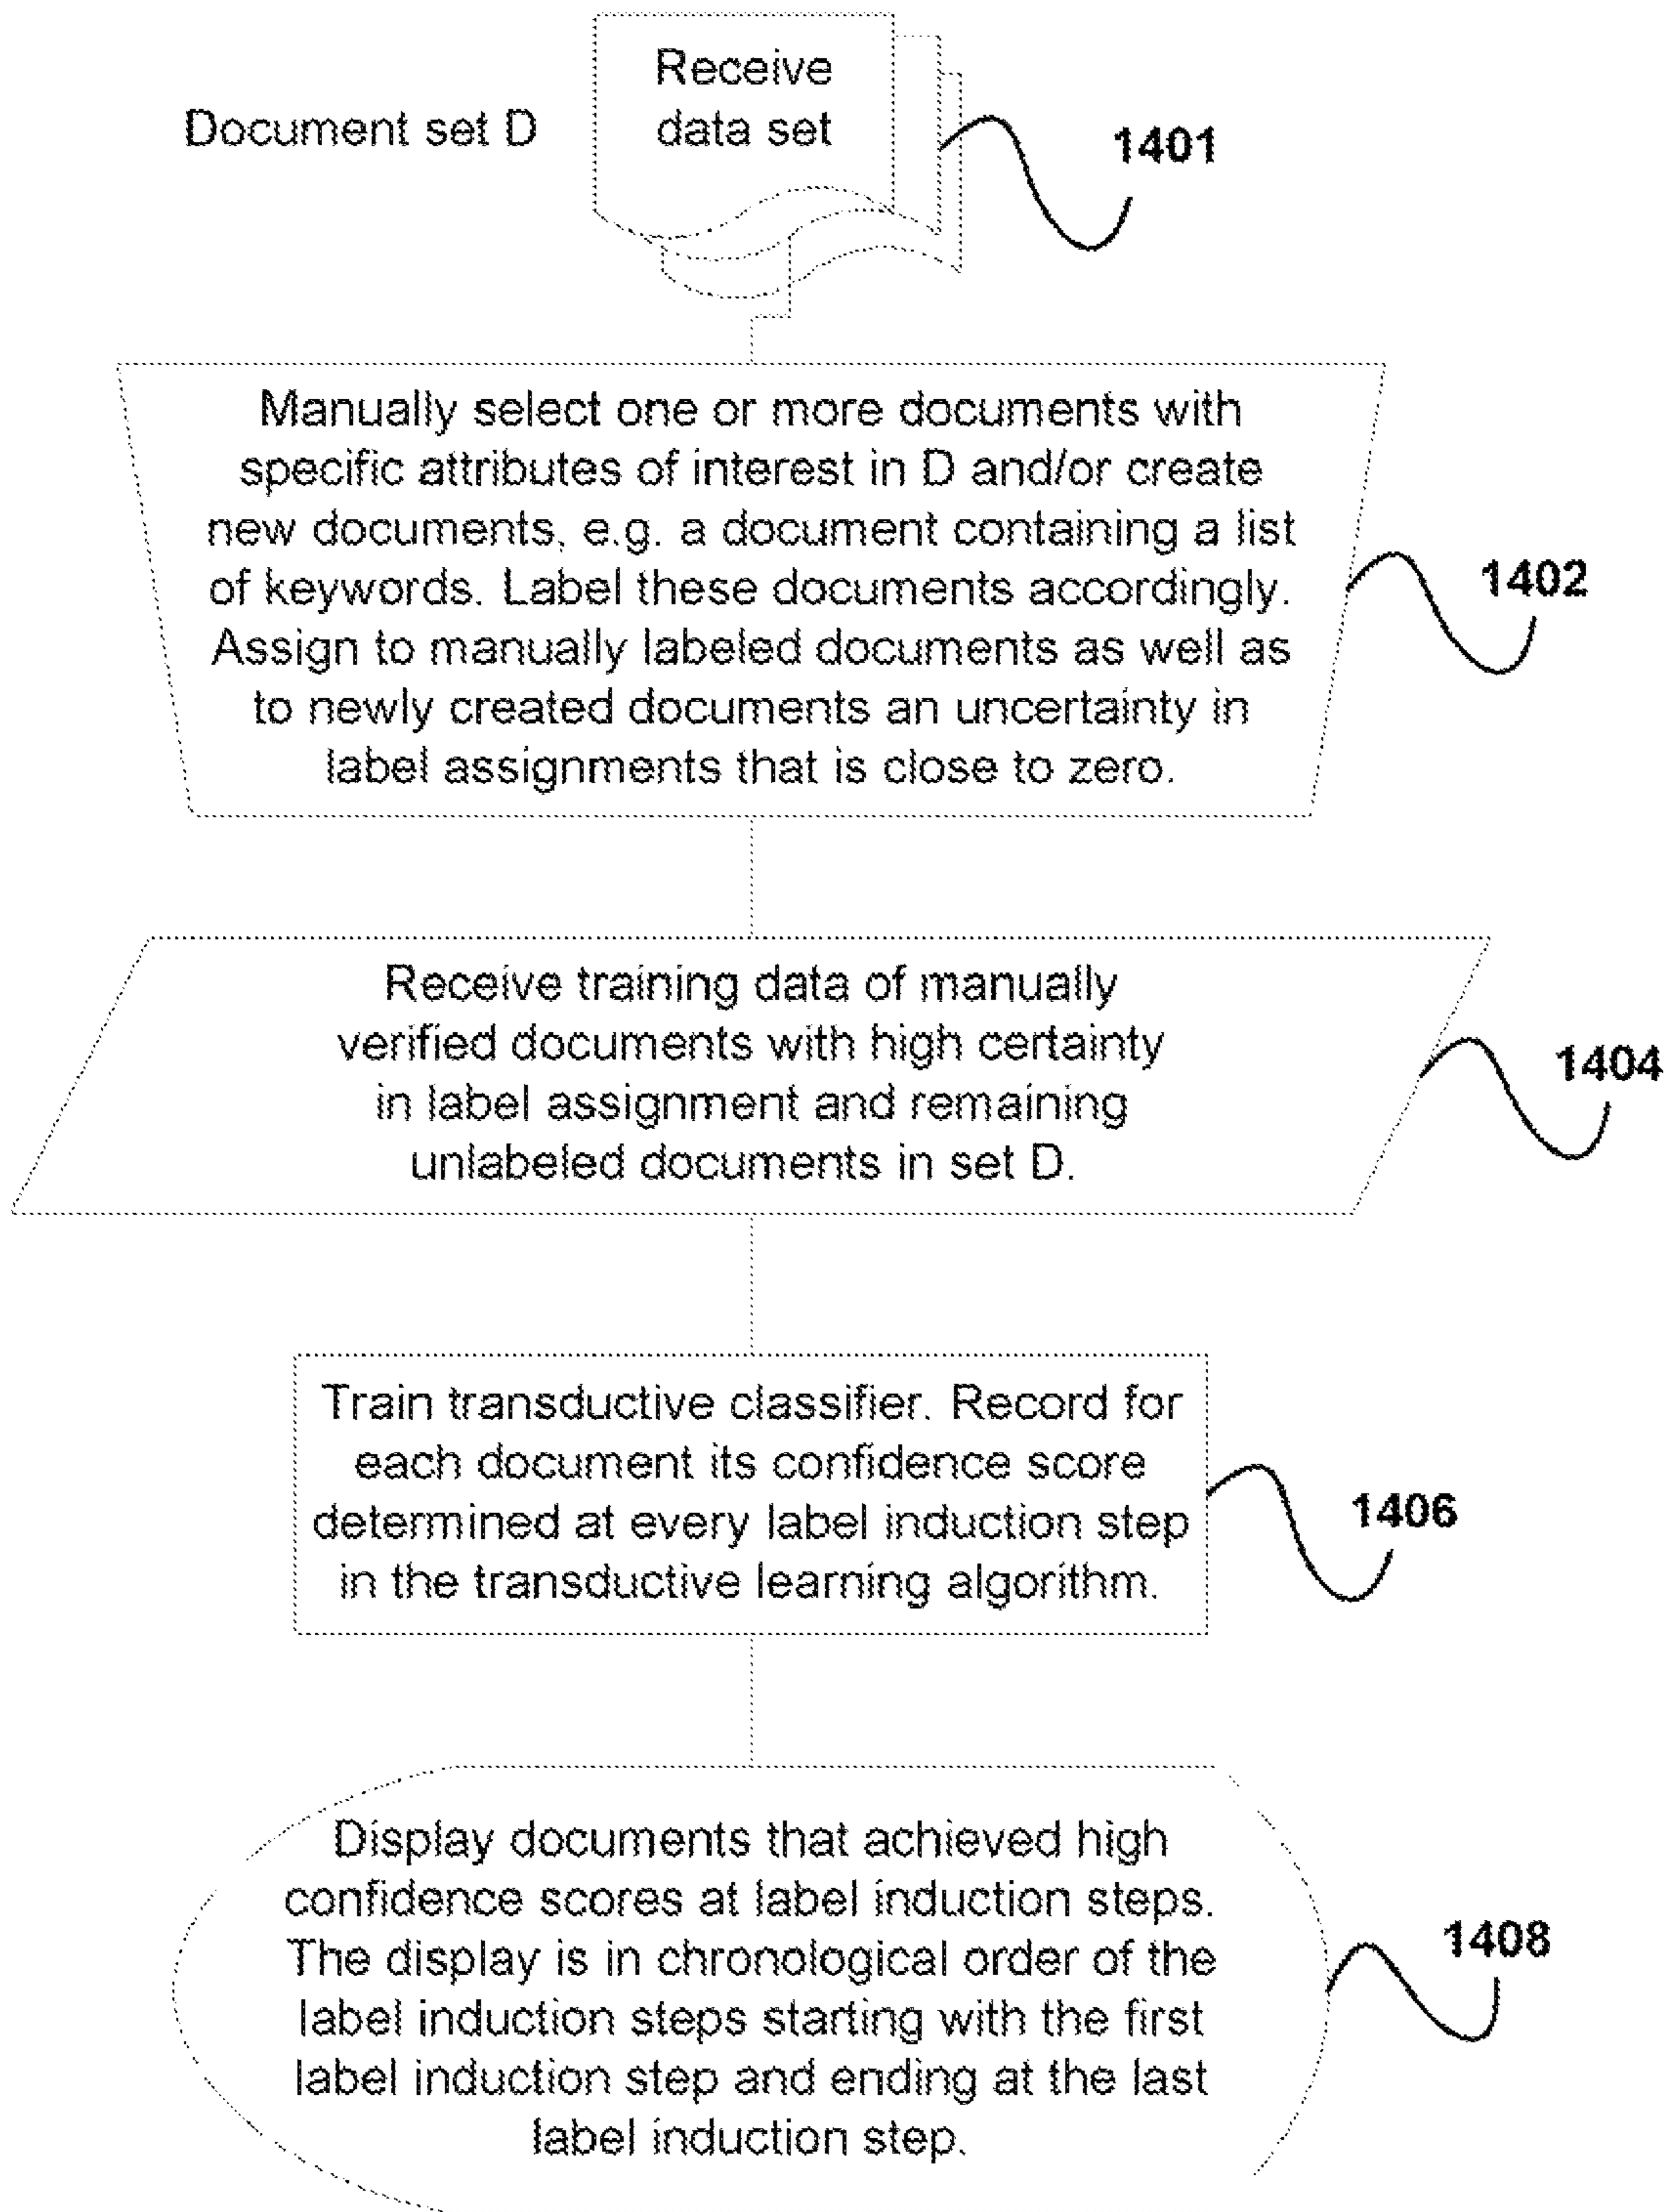 Receive
Document set D
data set
1401
Manually select one or more documents with
specific attributes of interest in D and/or create
new documents, e.g. a document containing a list
of keywords. Label these documents accordingly.
1402
Assign to manually labeled documents as well as
to newly created documents an uncertainty in
label assignments that is close to zero.
Receive training data of manually
verified documents with high certainty
1404
in label assignment and remaining
unlabeled documents in set D.
Train transductive classifier. Record for
each document its confidence score
determined at every label induction step
1406
in the transductive learning algorithm.
Display documents that achieved high
confidence scores at label induction steps.
1408
The display is in chronological order of the
label induction steps starting with the first
label induction step and ending at the last
label induction step.